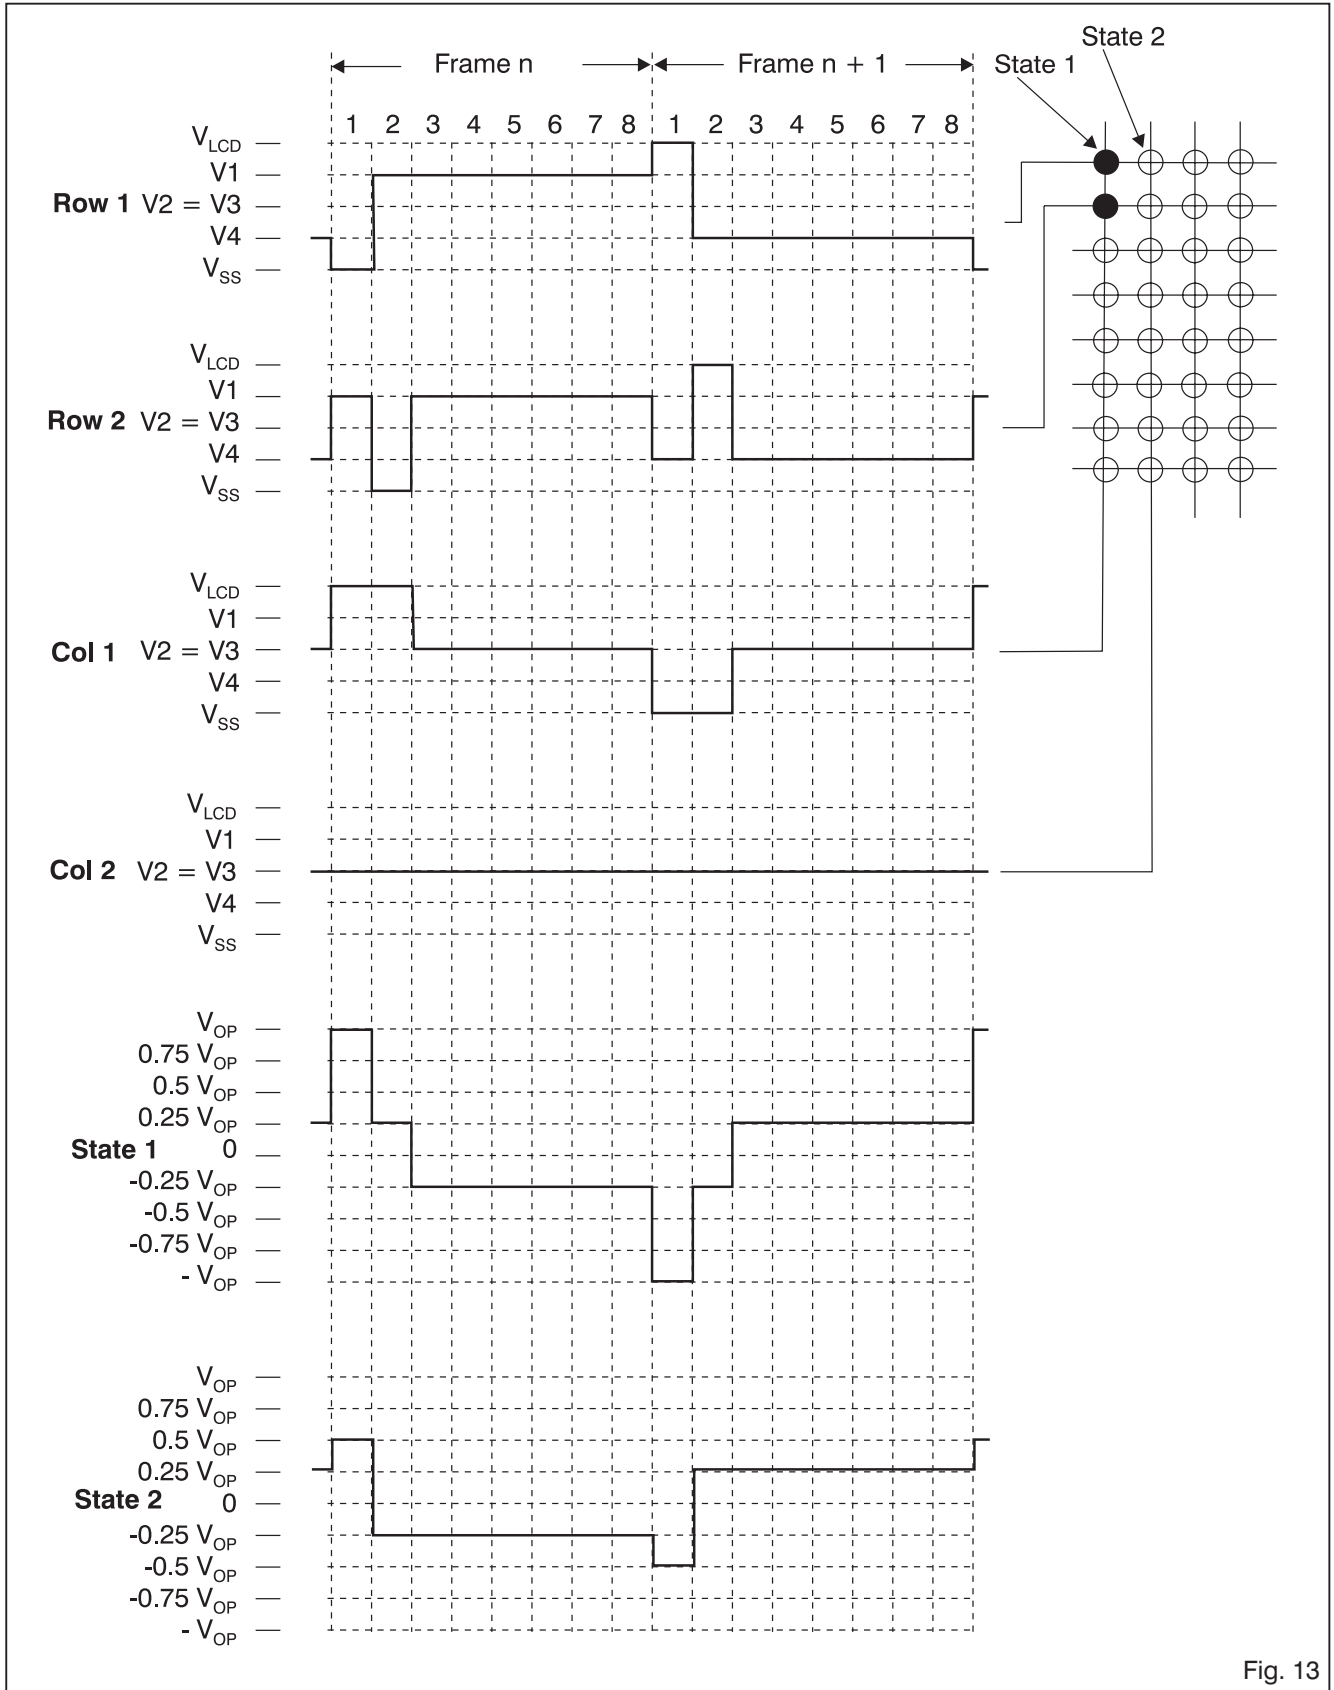 State 2
Frame n
Frame n + 1
State 1
1 2 3 4 5 6 7 8 1 2 3 4 5 6 7 8
VLCD
V1
Row 1 V2 = V3
V4
VSS
VLCD
V1
Row 2 V2 = V3
V4
VSS
VLCD
V1
Col 1 V2 = V3
V4
VSS
VLCD
V1
Col 2 V2 = V3
V4
VSS
VOP
0.75 VOP
0.5 VOP
0.25 VOP
State 1 0
-0.25 VOP
-0.5 VOP
-0.75 VOP
- VOP
VOP
0.75 VOP
0.5 VOP
0.25 VOP
State 2 0
-0.25 VOP
-0.5 VOP
-0.75 VOP
- VOP
Fig. 13